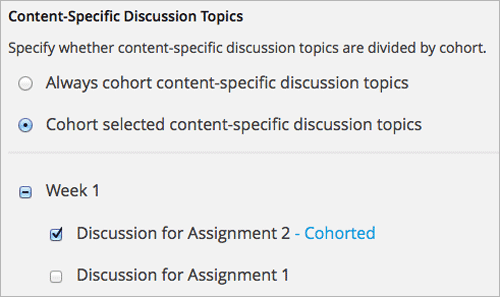 Content-Specific Discussion Topics
Specify whether content-specific discussion topics are divided by cohort.
Always cohort content-specific discussion topics
Cohort selected content-specific discussion topics
Week 1
Discussion for Assignment 2 - Cohorted
Discussion for Assignment 1